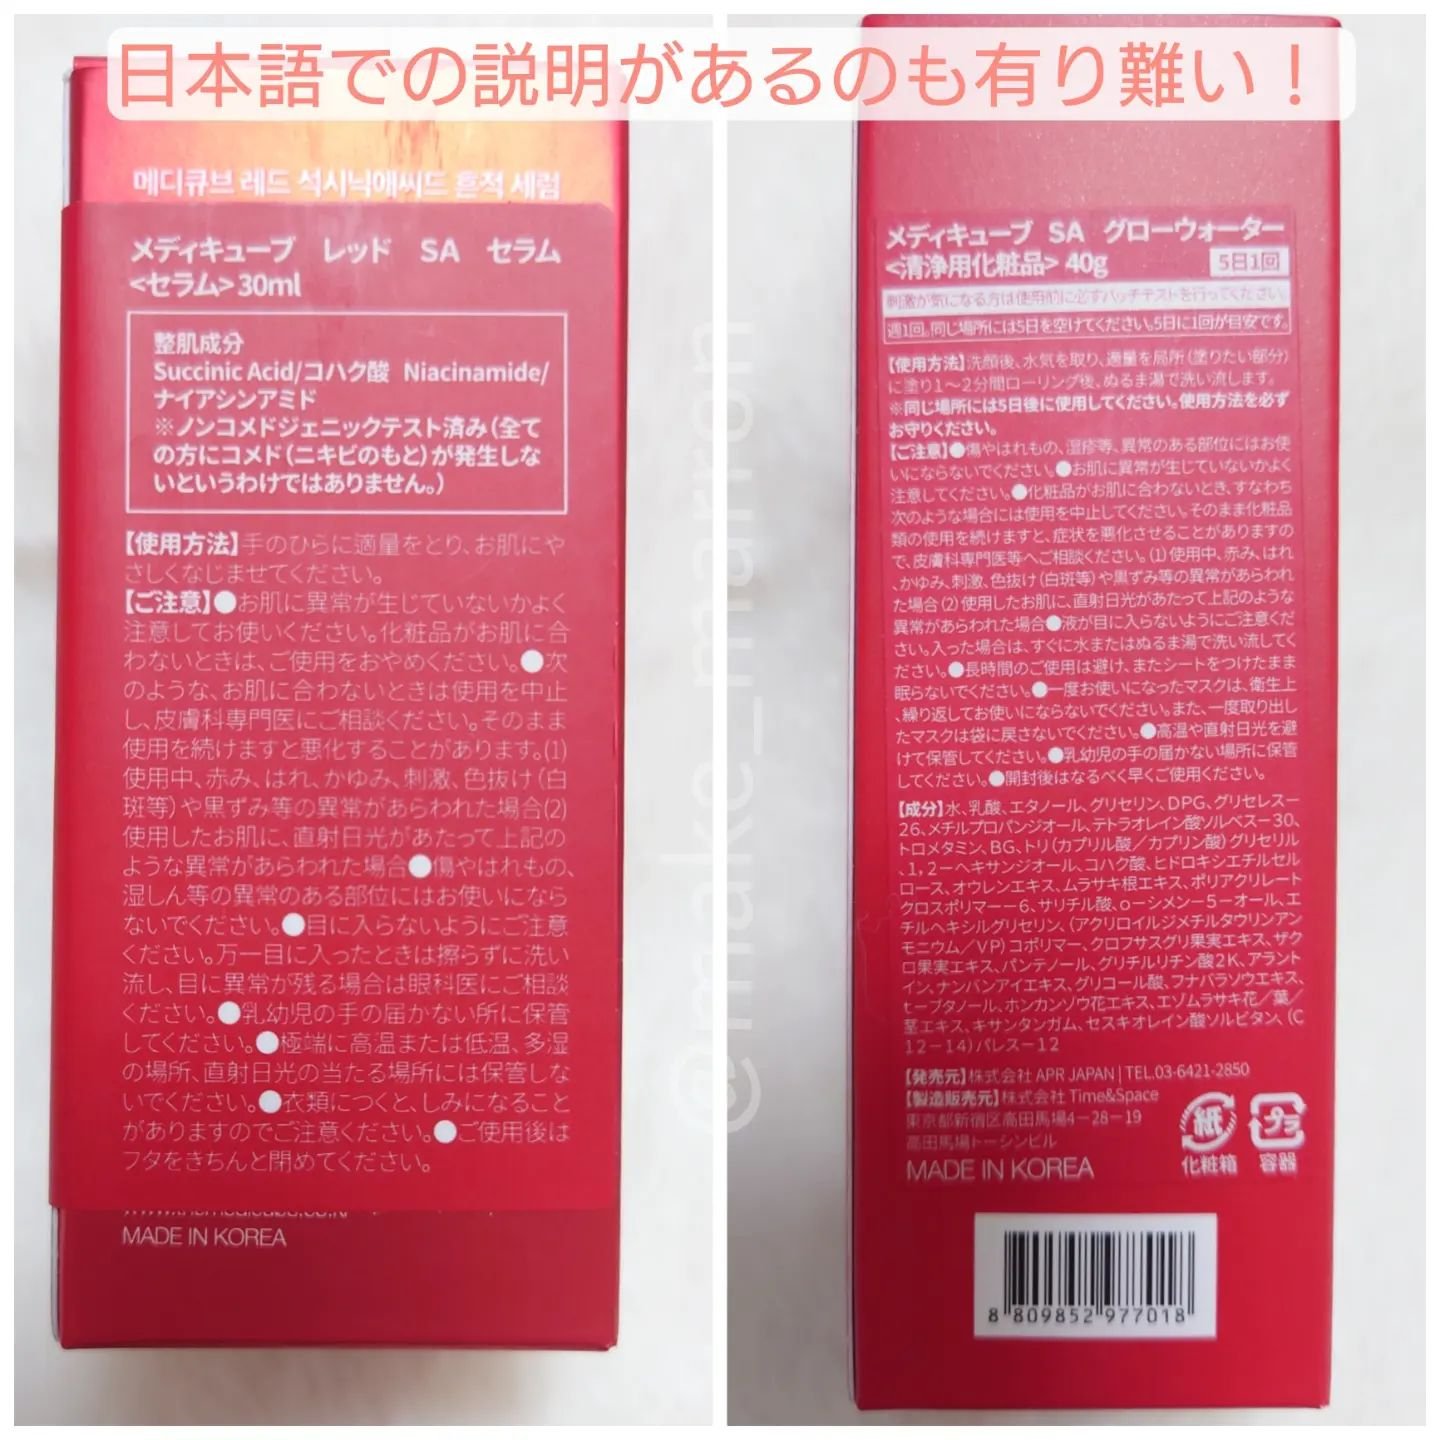 日本語での説明があるのも有り難い！
메디큐브 레드 석시닉애씨드 흔적 세럼
メディキューブ レッド SA セラム
<セラム> 30ml
整肌成分
Succinic Acid/コハク酸 Niacinamide/
ナイアシンアミド
※ノンコメドジェニックテスト済み(全て
の方にコメド(ニキビのもと)が発生しな
いというわけではありません。)
【使用方法】手のひらに適量をとり、お肌にや
さしくなじませてください。
【ご注意】●お肌に異常が生じていないかよく
注意してお使いください。化粧品がお肌に合
わないときは、ご使用をおやめください。●次
のような、お肌に合わないときは使用を中止
し、皮膚科専門医にご相談ください。そのまま
使用を続けますと悪化することがあります。(1)
使用中、赤み、はれ、かゆみ、刺激、色抜け(白
斑等)や黒ずみ等の異常があらわれた場合(2)
使用したお肌に、直射日光があたって上記の
ような異常があらわれた場合●傷やはれもの、
湿しん等の異常のある部位にはお使いになら
ないでください。●目に入らないようにご注意
ください。万一目に入ったときは擦らずに洗い
流し、目に異常が残る場合は眼科医にご相談
ください。●乳幼児の手の届かない所に保管
してください。●極端に高温または低温、多湿
の場所、直射日光の当たる場所には保管しな
いでください。●衣類につくと、しみになること
がありますのでご注意ください。●ご使用後は
フタをきちんと閉めてください。
MADE IN KOREA
メディキューブ SA グローウォーター
<清浄用化粧品> 40g 5日1回
刺激が気になる方は使用前に必ずパッチテストを行ってください。
週1回。同じ場所には5日を空けてください。5日に1回が目安です。
【使用方法】洗顔後、水気を取り、適量を局所(塗りたい部分)
に塗り1～2分間ローリング後、ぬるま湯で洗い流します。
※同じ場所には5日後に使用してください。使用方法を必ず
お守りください。
【ご注意】●傷やはれもの、湿疹等、異常のある部位にはお使
いにならないでください。●お肌に異常が生じていないかよく
注意してください。●化粧品がお肌に合わないとき、すなわち
次のような場合には使用を中止してください。そのまま化粧品
類の使用を続けますと、症状を悪化させることがありますの
で、皮膚科専門医等へご相談ください。(1)使用中、赤み、はれ
、かゆみ、刺激、色抜け(白斑等)や黒ずみ等の異常があらわれ
た場合(2)使用したお肌に、直射日光があたって上記のような
異常があらわれた場合●液が目に入らないようにご注意くだ
さい。入った場合は、すぐに水またはぬるま湯で洗い流してく
ださい。●長時間のご使用は避け、またシートをつけたまま
眠らないでください。●一度お使いになったマスクは、衛生上
、繰り返してお使いにならないでください。また、一度取り出し
たマスクは袋に戻さないでください。●高温や直射日光を避
けて保管してください。●乳幼児の手の届かない場所に保管
してください。●開封後はなるべく早くご使用ください。
【成分】水、乳酸、エタノール、グリセリン、DPG、グリセレスー
26、メチルプロパンジオール、テトラオレイン酸ソルベスー30、
トロメタミン、BG、トリ(カプリル酸／カプリン酸)グリセリル
、1,2－ヘキサンジオール、コハク酸、ヒドロキシエチルセル
ロース、オウレンエキス、ムラサキ根エキス、ポリアクリレート
クロスポリマー6、サリチル酸、o－シメン－5－オール、エ
チルヘキシルグリセリン、(アクリロイルジメチルタウリンアン
モニウム／VP)コポリマー、クロフサスグリ果実エキス、ザク
ロ果実エキス、パンテノール、グリチルリチン酸2K、アラント
イン、ナンバンアイエキス、グリコール酸、フナバラソウエキス、
t－ブタノール、ホンカンゾウ花エキス、エゾムラサキ花／葉／
茎エキス、キサンタンガム、セスキオレイン酸ソルビタン、(C
12－14)パレス－12
【発売元】株式会社 APR JAPAN | TEL.03-6421-2850
【製造販売元】株式会社 Time&Space
東京都新宿区高田馬場4－28－19
高田馬場トーシンビル
MADE IN KOREA
紙
化粧箱
プラ
容器
8 809852 977018
@make_marron